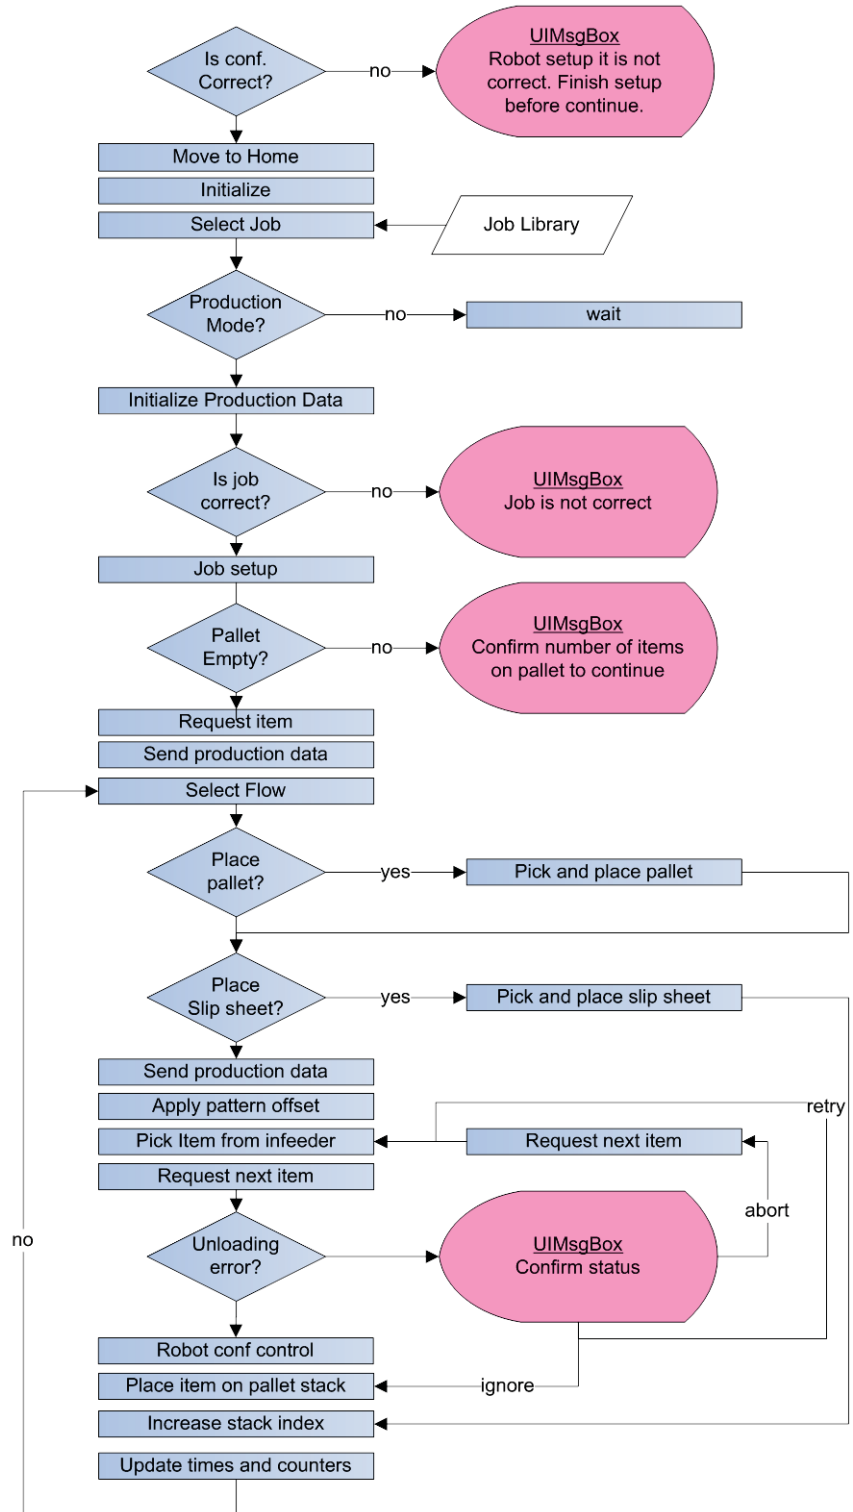 Is conf.
Correct?
no
UIMsgBox
Robot setup it is not
correct. Finish setup
before continue.
Move to Home
Initialize
Select Job
Job Library
Production
Mode?
no
wait
Initialize Production Data
Is job
correct?
no
UIMsgBox
Job is not correct
Job setup
Pallet
Empty?
no
UIMsgBox
Confirm number of items
on pallet to continue
Request item
Send production data
Select Flow
Place
pallet?
yes
Pick and place pallet
Place
Slip sheet?
yes
Pick and place slip sheet
Send production data
Apply pattern offset
retry
Pick Item from infeeder
Request next item
Request next item
abort
no
Unloading
error?
UIMsgBox
Confirm status
Robot conf control
Place item on pallet stack
ignore
Increase stack index
Update times and counters